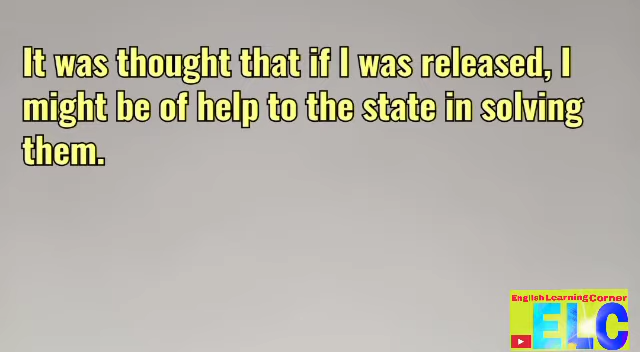 It was thought that if I was released, I
might be of help to the state in solving
them.
English Learning Corner
ELC